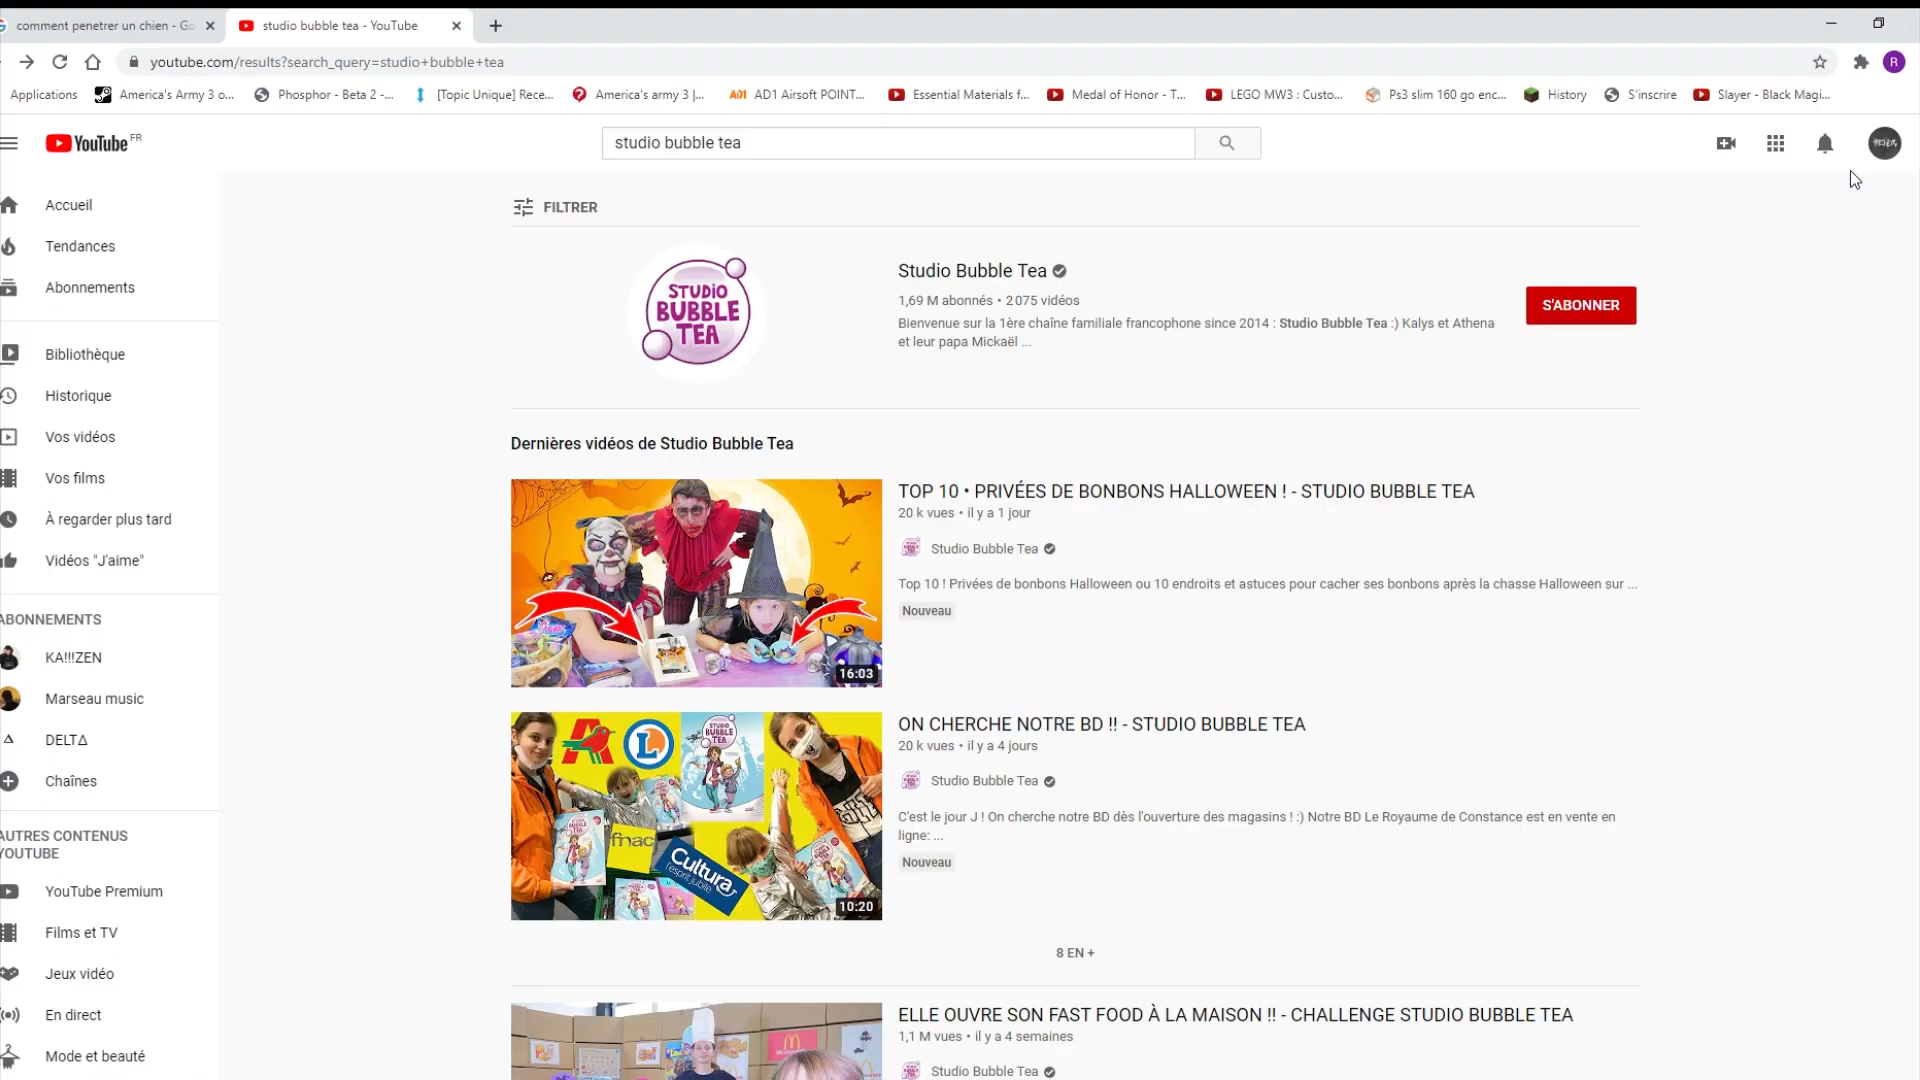 comment penetrer un chien - Go
studio bubble tea - YouTube
youtube.com/results?search_query=studio+bubble+tea
R
Applications
America's Army 3 o...
Phosphor - Beta 2 -...
[Topic Unique] Rece...
America's army 3 |...
AD1 Airsoft POINT...
Essential Materials f...
Medal of Honor - T...
LEGO MW3 : Custo...
Ps3 slim 160 go enc...
History
S'inscrire
Slayer - Black Magi...
YouTube FR
studio bubble tea
Accueil
Tendances
Abonnements
Bibliothèque
Historique
Vos vidéos
Vos films
À regarder plus tard
Vidéos "J'aime"
ABONNEMENTS
KA!!!ZEN
Marseau music
DELTΔ
Chaînes
AUTRES CONTENUS
YOUTUBE
YouTube Premium
Films et TV
Jeux vidéo
En direct
Mode et beauté
FILTRER
STUDIO
BUBBLE
TEA
Studio Bubble Tea
1,69 M abonnés • 2 075 vidéos
Bienvenue sur la 1ère chaîne familiale francophone since 2014 : Studio Bubble Tea :) Kalys et Athena
et leur papa Mickaël ...
S'ABONNER
Dernières vidéos de Studio Bubble Tea
16:03
TOP 10 • PRIVÉES DE BONBONS HALLOWEEN ! - STUDIO BUBBLE TEA
20 k vues • il y a 1 jour
Studio Bubble Tea
Top 10 ! Privées de bonbons Halloween ou 10 endroits et astuces pour cacher ses bonbons après la chasse Halloween sur ...
Nouveau
STUDIO
BUBBLE
TEA
fnac
Cultura
l'esprit jubile
10:20
ON CHERCHE NOTRE BD !! - STUDIO BUBBLE TEA
20 k vues • il y a 4 jours
Studio Bubble Tea
C'est le jour J ! On cherche notre BD dès l'ouverture des magasins ! :) Notre BD Le Royaume de Constance est en vente en
ligne: ...
Nouveau
8 EN +
ELLE OUVRE SON FAST FOOD À LA MAISON !! - CHALLENGE STUDIO BUBBLE TEA
1,1 M vues • il y a 4 semaines
Studio Bubble Tea